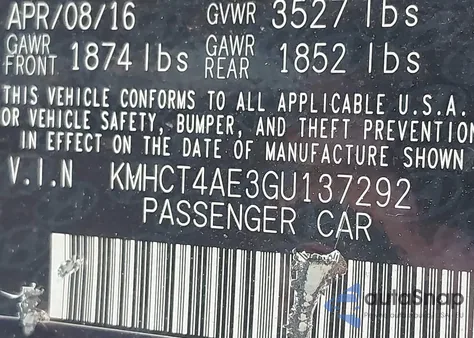 APR/08/16 GVWR 3527 lbs
GAWR FRONT 1874 lbs GAWR REAR 1852 lbs
THIS VEHICLE CONFORMS TO ALL APPLICABLE U.S.A.
OR VEHICLE SAFETY, BUMPER, AND THEFT PREVENTION
IN EFFECT ON THE DATE OF MANUFACTURE SHOWN
V.I.N KMHCT4AE3GU137292
PASSENGER CAR
autoSnap